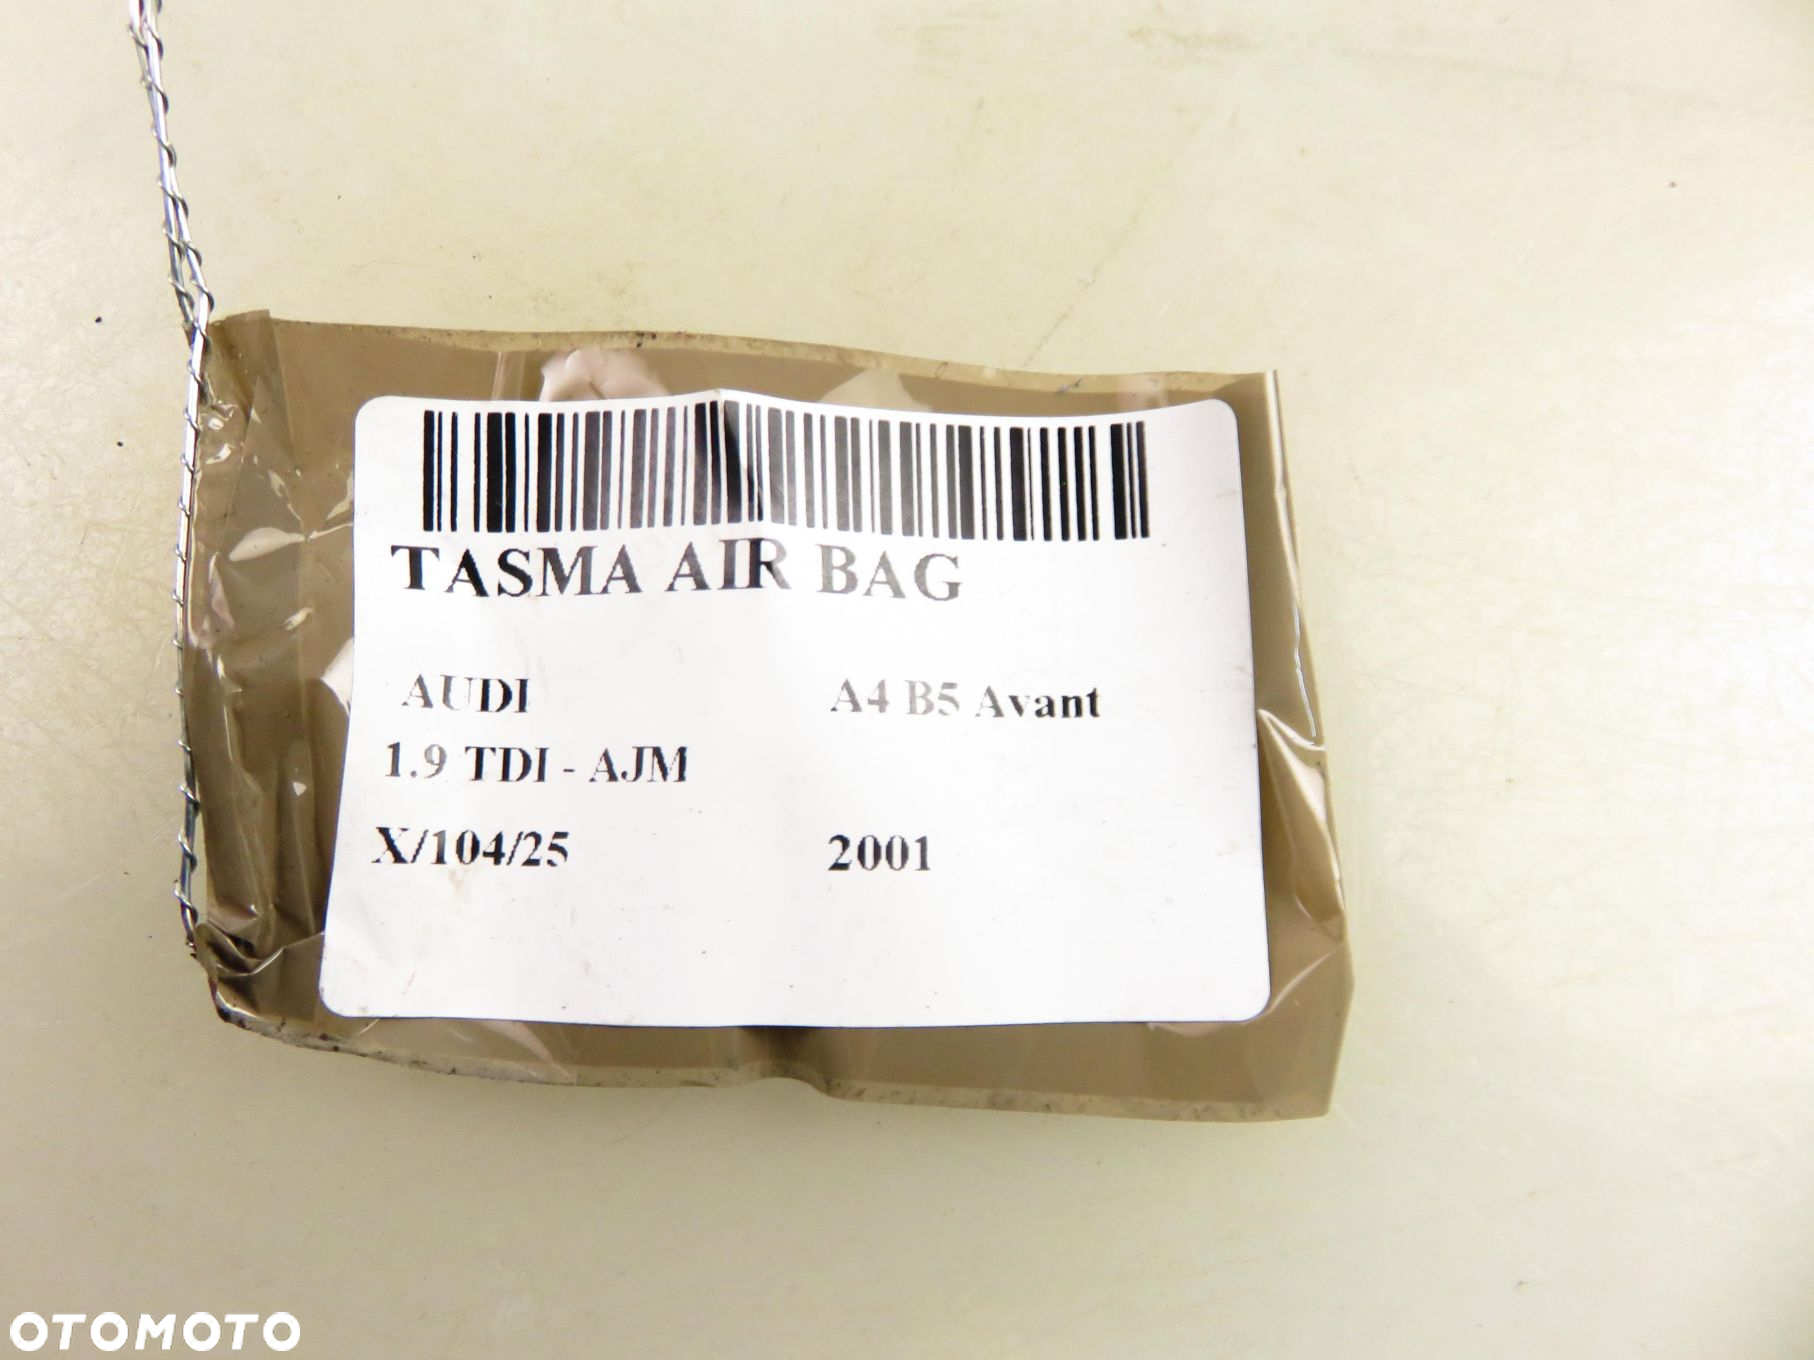 TASMA AIR BAG
AUDI A4 B5 Avant
1.9 TDI - AJM
X/104/25 2001
OTOMOTO